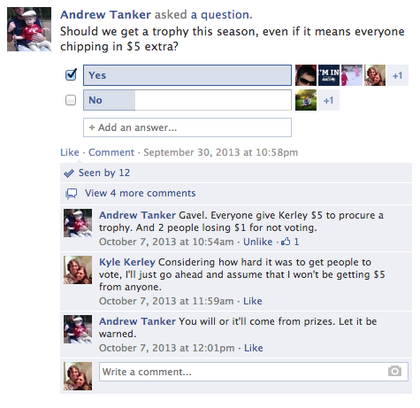 Andrew Tanker asked a question.
Should we get a trophy this season, even if it means everyone
chipping in $5 extra?
Yes
I'M IN
+1
No
+1
+ Add an answer...
Like · Comment · September 30, 2013 at 10:58pm
Seen by 12
View 4 more comments
Andrew Tanker Gavel. Everyone give Kerley $5 to procure a
trophy. And 2 people losing $1 for not voting.
October 7, 2013 at 10:54am · Unlike · 1
Kyle Kerley Considering how hard it was to get people to
vote, I'll just go ahead and assume that I won't be getting $5
from anyone.
October 7, 2013 at 11:59am · Like
Andrew Tanker You will or it'll come from prizes. Let it be
warned.
October 7, 2013 at 12:01pm · Like
Write a comment...